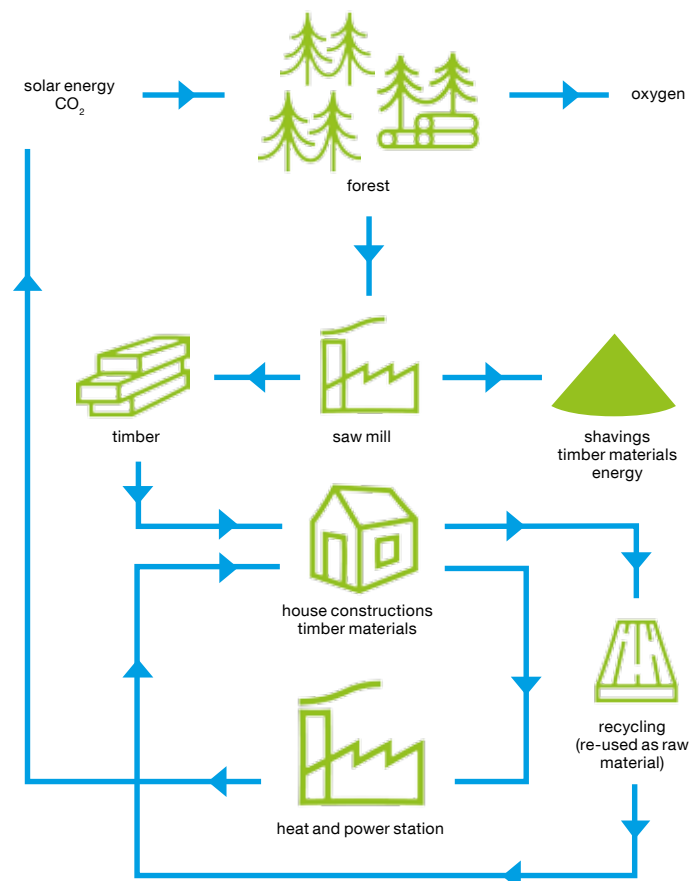 solar energy
CO₂
oxygen
forest
timber
saw mill
shavings
timber materials
energy
house constructions
timber materials
recycling
(re-used as raw
material)
heat and power station